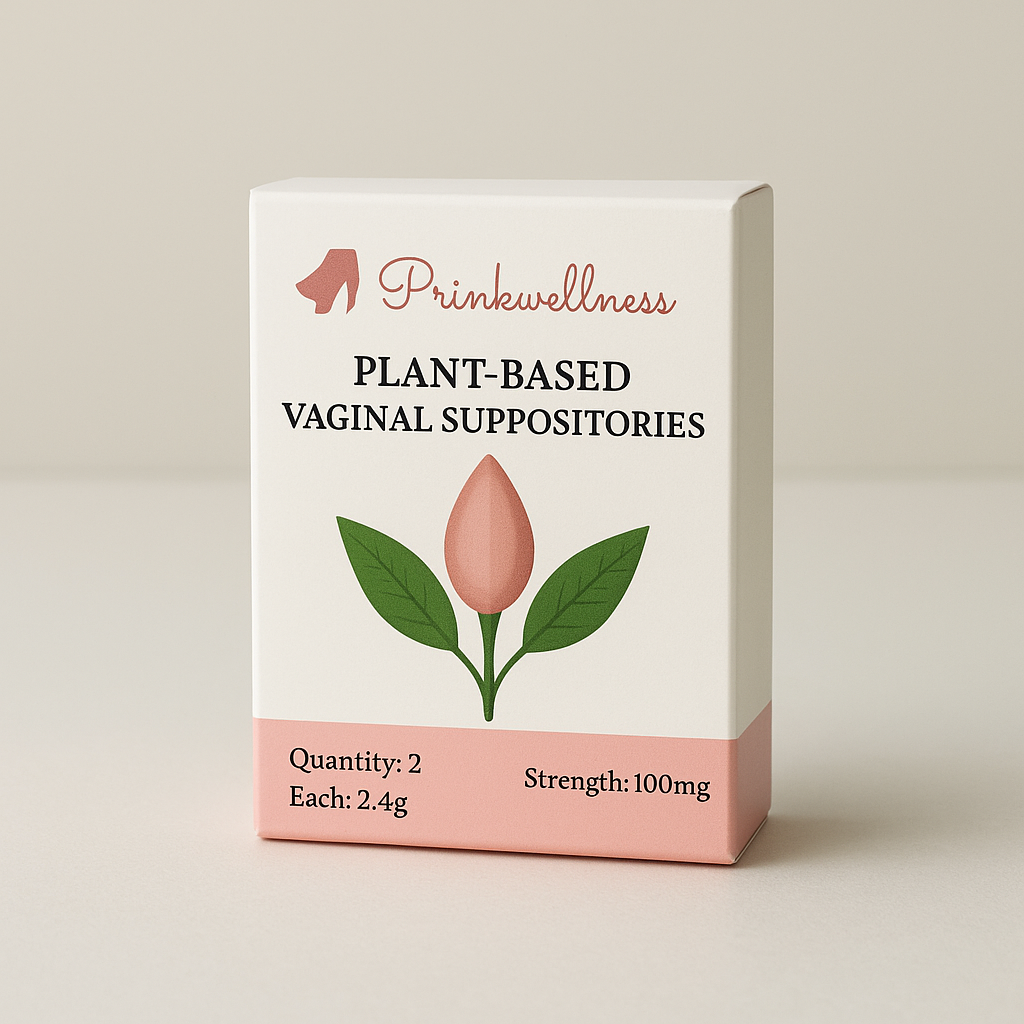 Prinkwellness
PLANT-BASED
VAGINAL SUPPOSITORIES
Quantity: 2
Each: 2.4g
Strength: 100mg